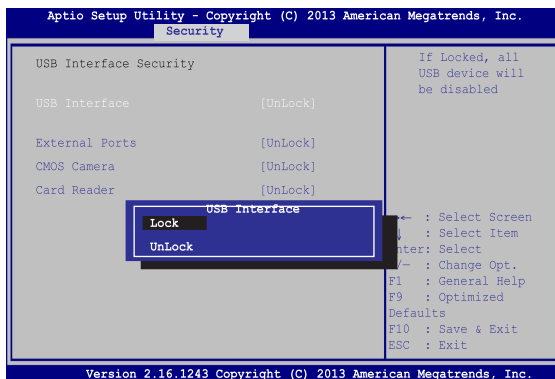 Aptio Setup Utility - Copyright (C) 2013 American Megatrends, Inc.
Security
USB Interface Security
USB Interface [UnLock]
External Ports [UnLock]
CMOS Camera [UnLock]
Card Reader [UnLock]
USB Interface
Lock
UnLock
If Locked, all
USB device will
be disabled
← : Select Screen
↓ : Select Item
nter: Select
/— : Change Opt.
F1 : General Help
F9 : Optimized
Defaults
F10 : Save & Exit
ESC : Exit
Version 2.16.1243 Copyright (C) 2013 American Megatrends, Inc.